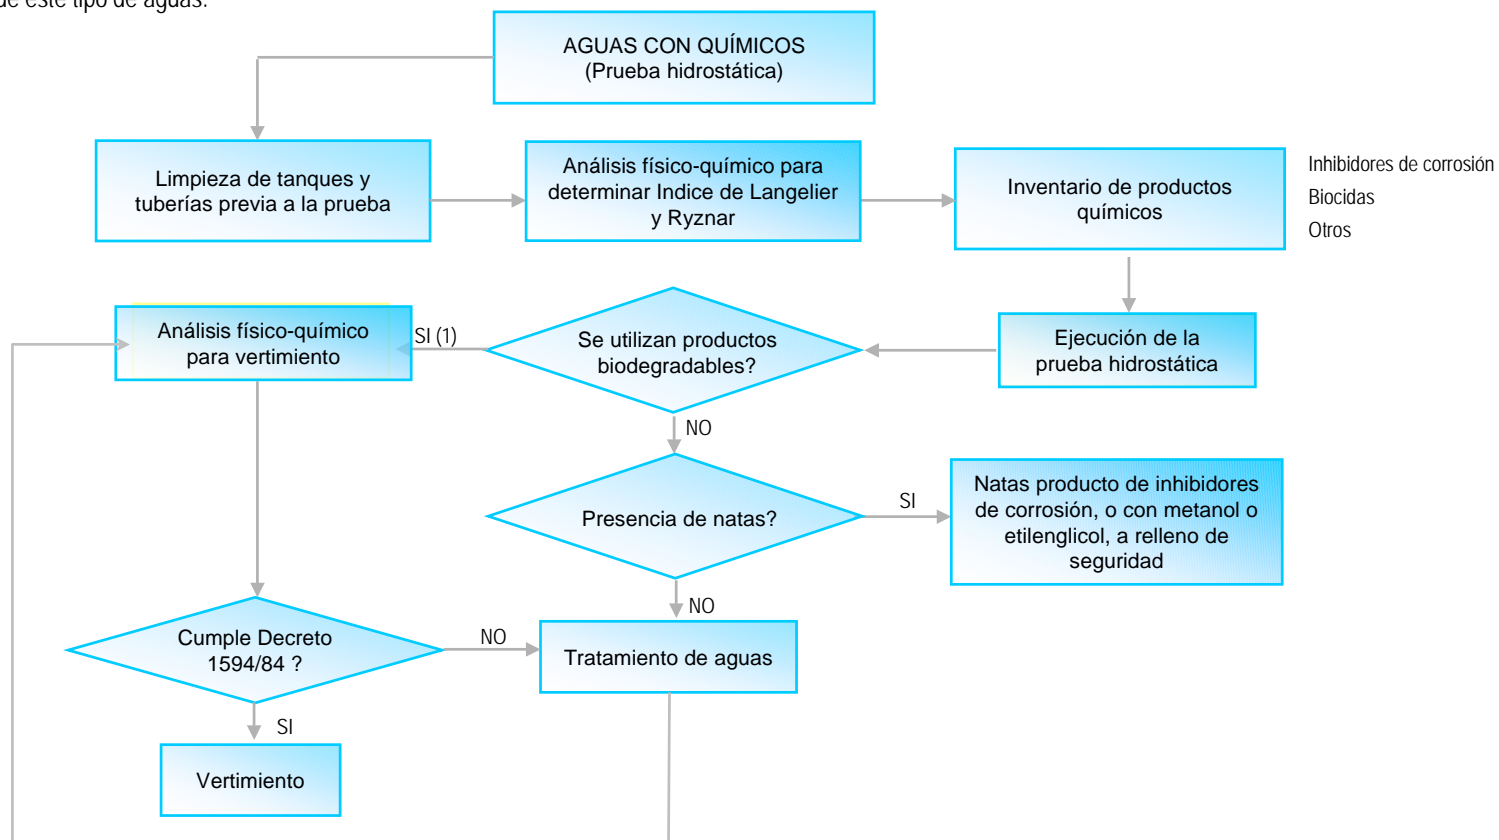 de este tipo de aguas.
AGUAS CON QUÍMICOS
(Prueba hidrostática)
Limpieza de tanques y
tuberías previa a la prueba
Análisis físico-químico para
determinar Indice de Langelier
y Ryznar
Inventario de productos
químicos
Inhibidores de corrosión
Biocidas
Otros
Análisis físico-químico
para vertimiento
SI (1)
Se utilizan productos
biodegradables?
Ejecución de la
prueba hidrostática
NO
Presencia de natas?
SI
Natas producto de inhibidores
de corrosión, o con metanol o
etilenglicol, a relleno de
seguridad
NO
Cumple Decreto
1594/84 ?
NO
Tratamiento de aguas
SI
Vertimiento